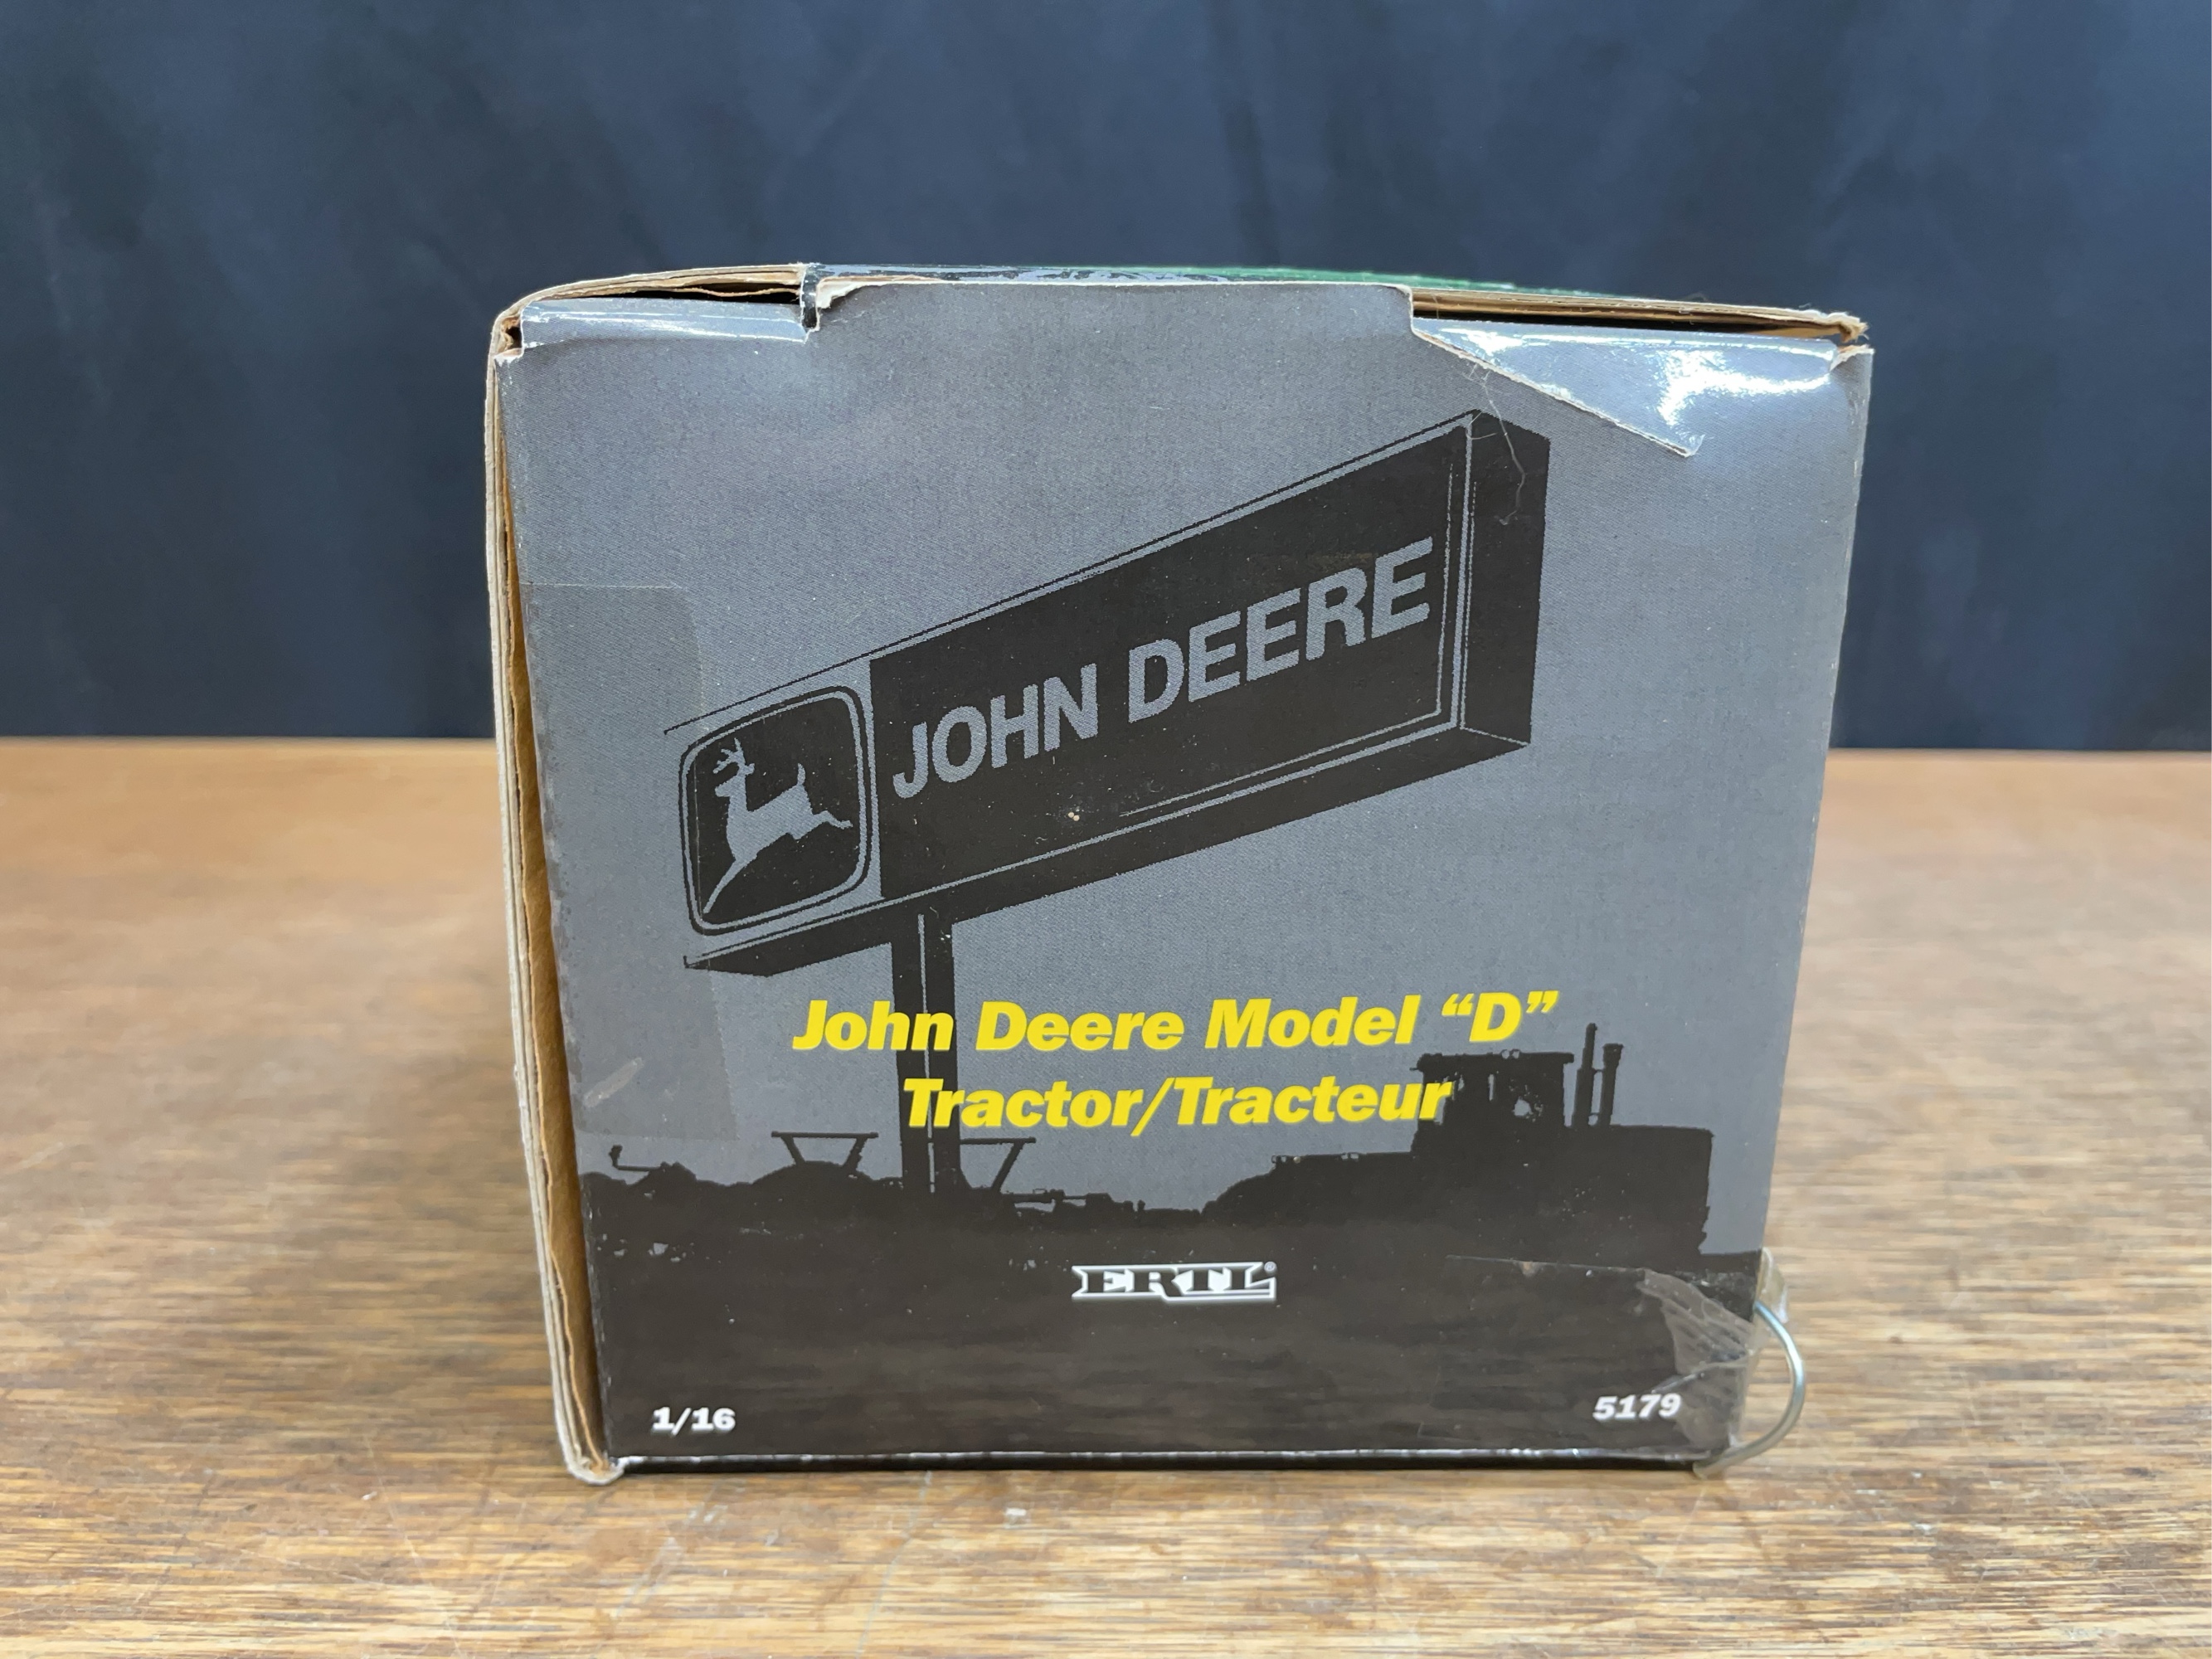 JOHN DEERE
John Deere Model “D”
Tractor/Tracteur
ERTL®
1/16
5179